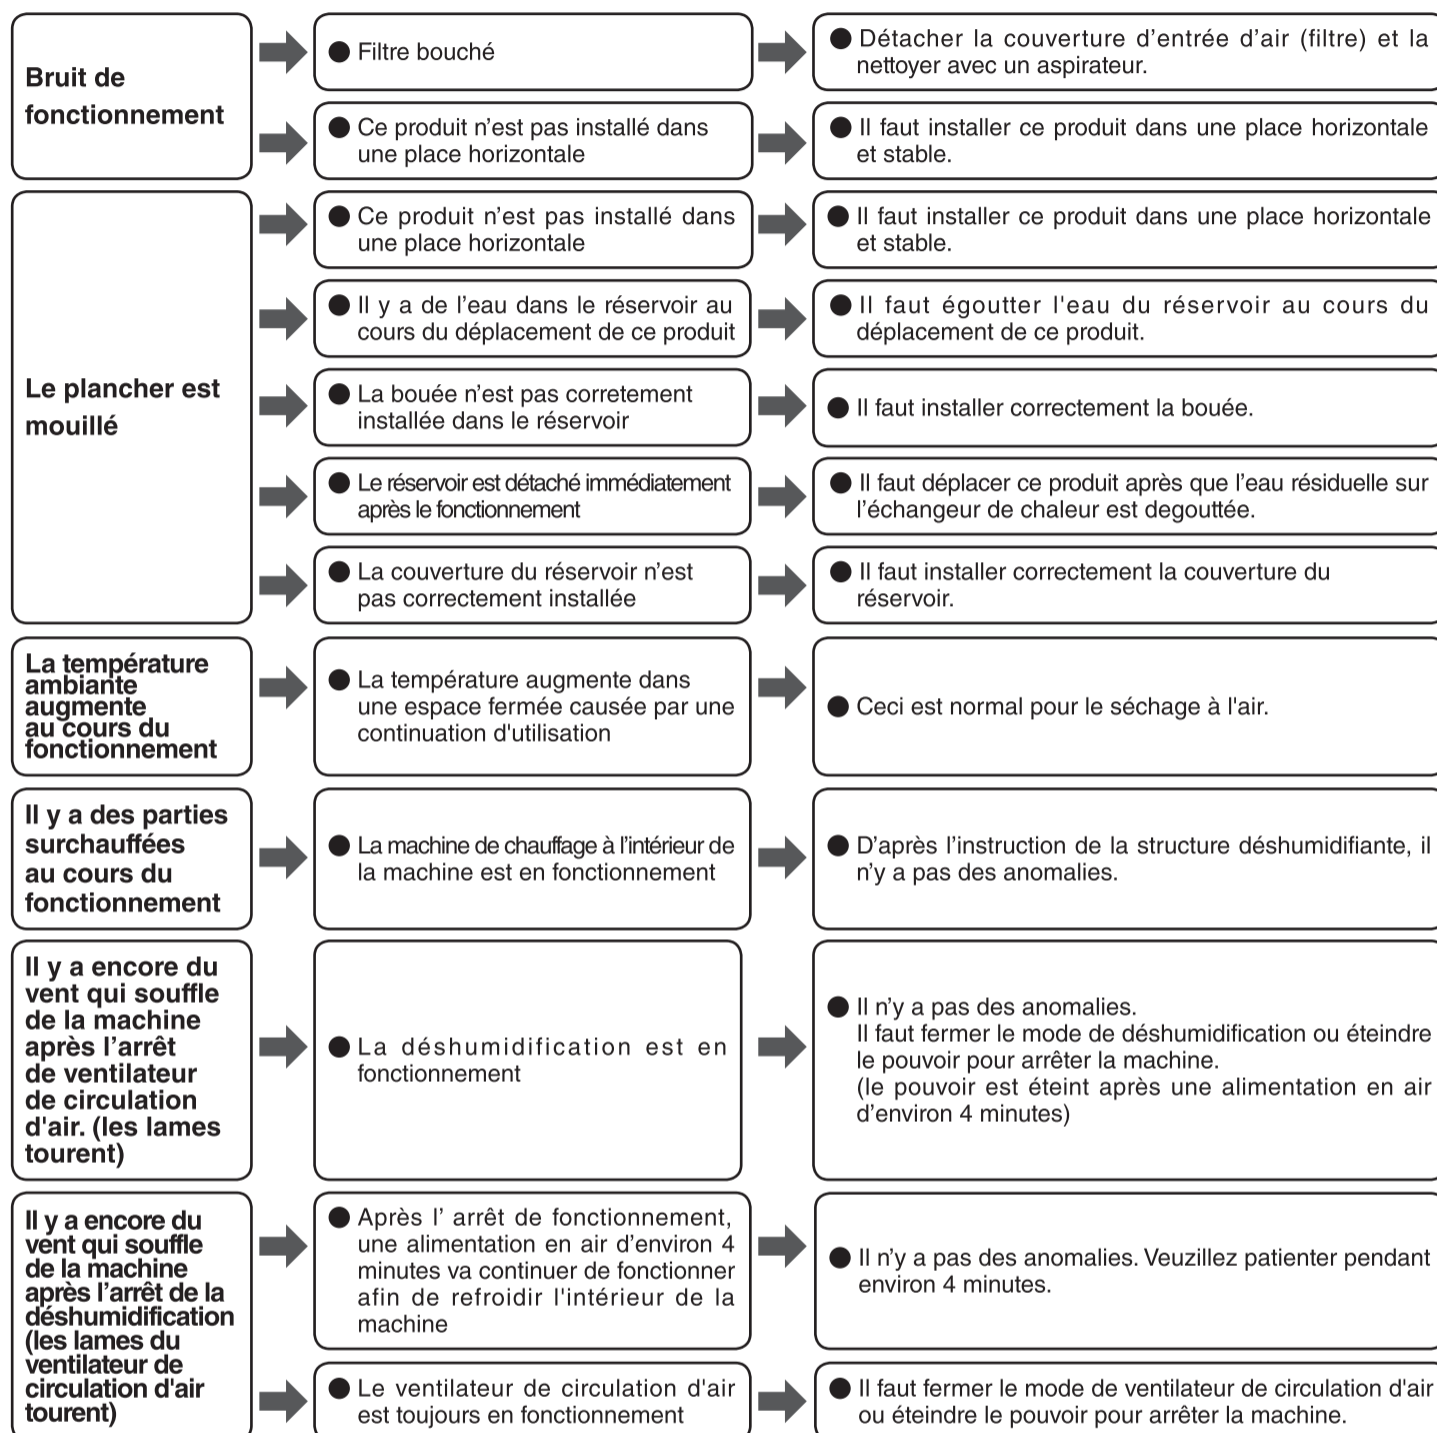 Bruit de
fonctionnement
● Filtre bouché
● Détacher la couverture d’entrée d’air (filtre) et la
nettoyer avec un aspirateur.
● Ce produit n’est pas installé dans
une place horizontale
● Il faut installer ce produit dans une place horizontale
et stable.
Le plancher est
mouillé
● Ce produit n’est pas installé dans
une place horizontale
● Il faut installer ce produit dans une place horizontale
et stable.
● Il y a de l’eau dans le réservoir au
cours du déplacement de ce produit
● Il faut égoutter l'eau du réservoir au cours du
déplacement de ce produit.
● La bouée n’est pas corretement
installée dans le réservoir
● Il faut installer correctement la bouée.
● Le réservoir est détaché immédiatement
après le fonctionnement
● Il faut déplacer ce produit après que l’eau résiduelle sur
l’échangeur de chaleur est degouttée.
● La couverture du réservoir n’est
pas correctement installée
● Il faut installer correctement la couverture du
réservoir.
La température
ambiante
augmente
au cours du
fonctionnement
● La température augmente dans
une espace fermée causée par une
continuation d'utilisation
● Ceci est normal pour le séchage à l'air.
Il y a des parties
surchauffées
au cours du
fonctionnement
● La machine de chauffage à l’intérieur de
la machine est en fonctionnement
● D’après l’instruction de la structure déshumidifiante, il
n’y a pas des anomalies.
Il y a encore du
vent qui souffle
de la machine
après l’arrêt
de ventilateur
de circulation
d'air. (les lames
tourent)
● La déshumidification est en
fonctionnement
● Il n’y a pas des anomalies.
Il faut fermer le mode de déshumidification ou éteindre
le pouvoir pour arrêter la machine.
(le pouvoir est éteint après une alimentation en air
d’environ 4 minutes)
Il y a encore du
vent qui souffle
de la machine
après l’arrêt de la
déshumidification
(les lames du
ventilateur de
circulation d'air
tourent)
● Après l’ arrêt de fonctionnement,
une alimentation en air d’environ 4
minutes va continuer de fonctionner
afin de refroidir l'intérieur de la
machine
● Il n’y a pas des anomalies. Veuzillez patienter pendant
environ 4 minutes.
● Le ventilateur de circulation d'air
est toujours en fonctionnement
● Il faut fermer le mode de ventilateur de circulation d'air
ou éteindre le pouvoir pour arrêter la machine.